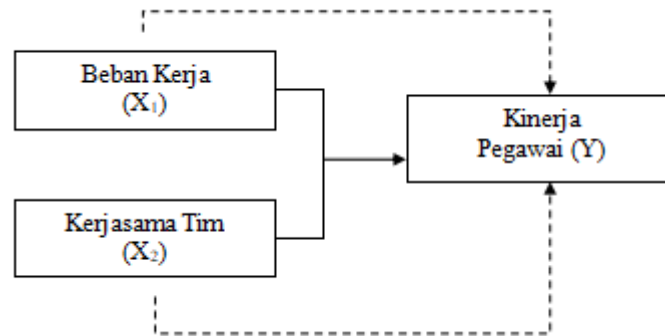 Beban Kerja
(X₁)
Kinerja
Pegawai (Y)
Kerjasama Tim
(X₂)